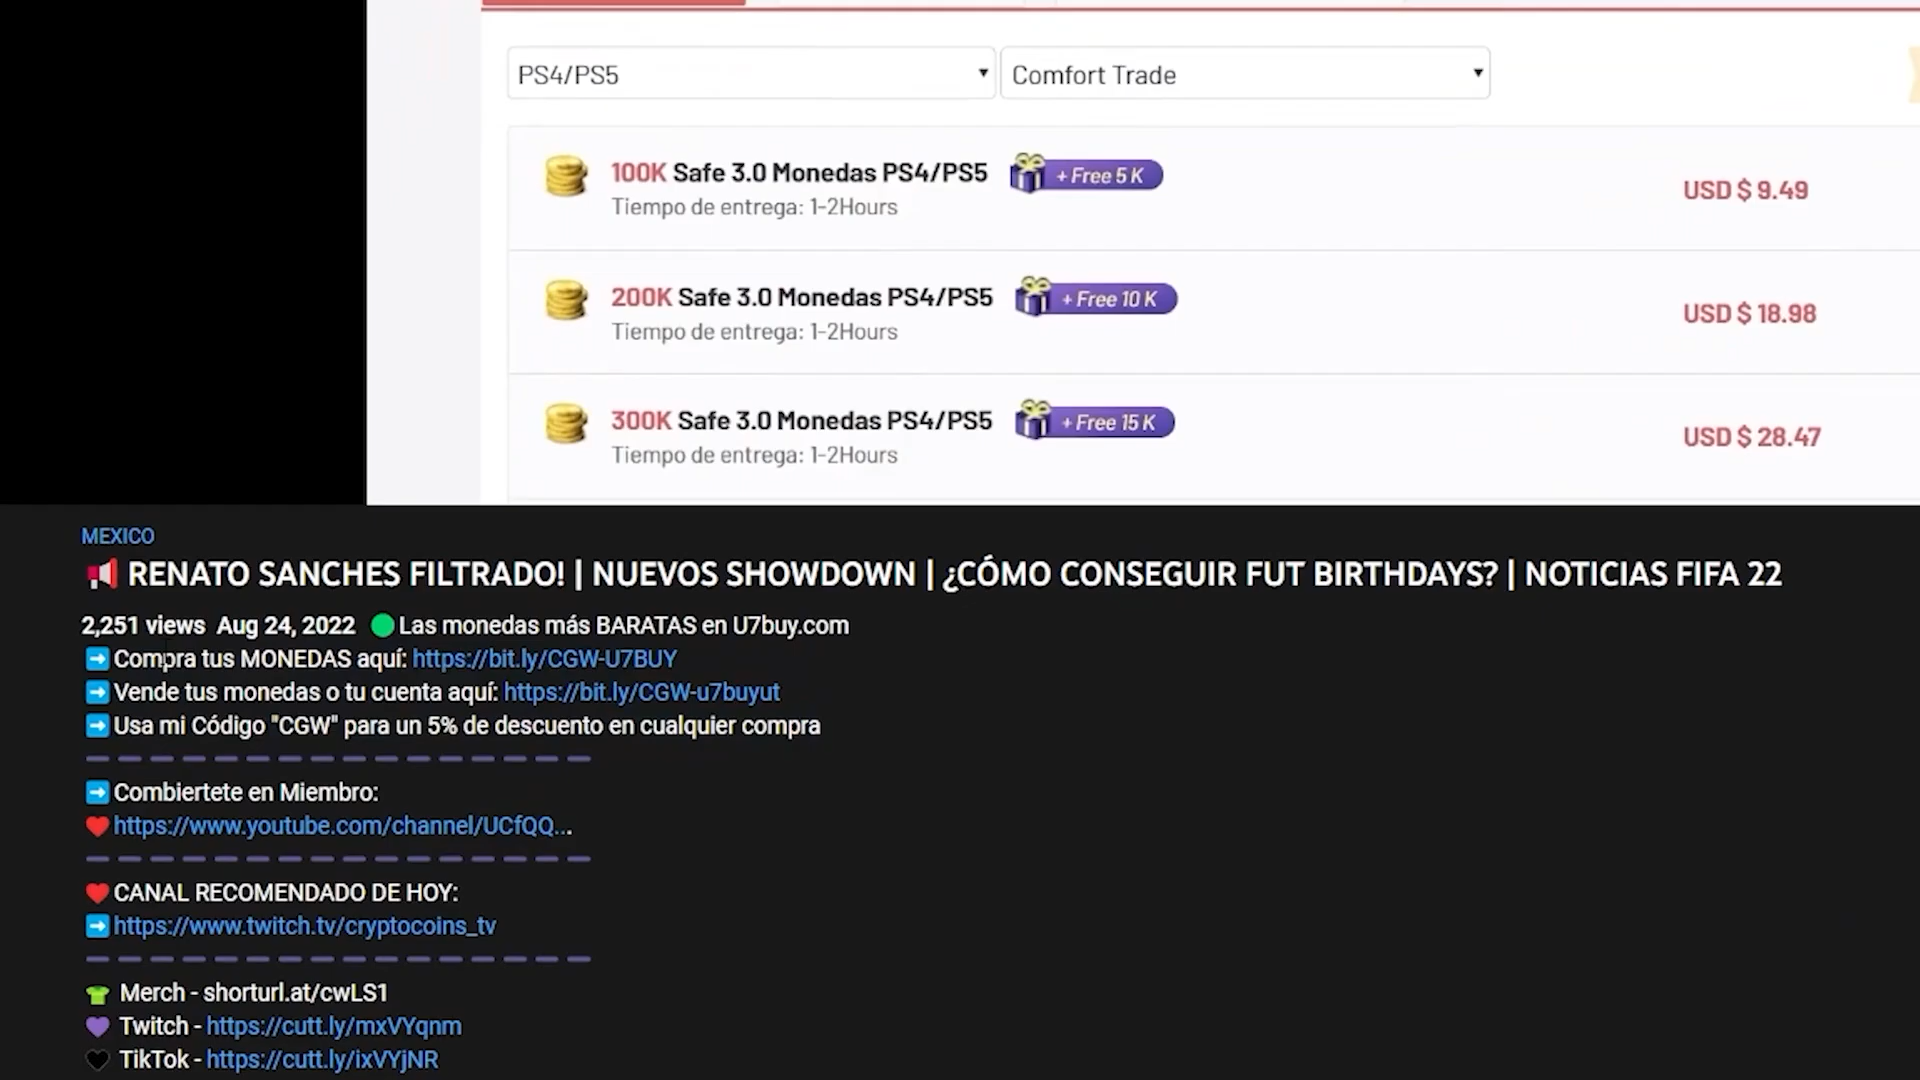 PS4/PS5 Comfort Trade
100K Safe 3.0 Monedas PS4/PS5 + Free 5 K
Tiempo de entrega: 1-2Hours
USD $ 9.49
200K Safe 3.0 Monedas PS4/PS5 + Free 10 K
Tiempo de entrega: 1-2Hours
USD $ 18.98
300K Safe 3.0 Monedas PS4/PS5 + Free 15 K
Tiempo de entrega: 1-2Hours
USD $ 28.47
MEXICO
RENATO SANCHES FILTRADO! | NUEVOS SHOWDOWN | ¿CÓMO CONSEGUIR FUT BIRTHDAYS? | NOTICIAS FIFA 22
2,251 views Aug 24, 2022 Las monedas más BARATAS en U7buy.com
Compra tus MONEDAS aquí: https://bit.ly/CGW-U7BUY
Vende tus monedas o tu cuenta aquí: https://bit.ly/CGW-u7buyut
Usa mi Código "CGW" para un 5% de descuento en cualquier compra
Combiertete en Miembro:
https://www.youtube.com/channel/UCfQQ...
CANAL RECOMENDADO DE HOY:
https://www.twitch.tv/cryptocoins_tv
Merch - shorturl.at/cwLS1
Twitch - https://cutt.ly/mxVYqnm
TikTok - https://cutt.ly/ixVYjNR